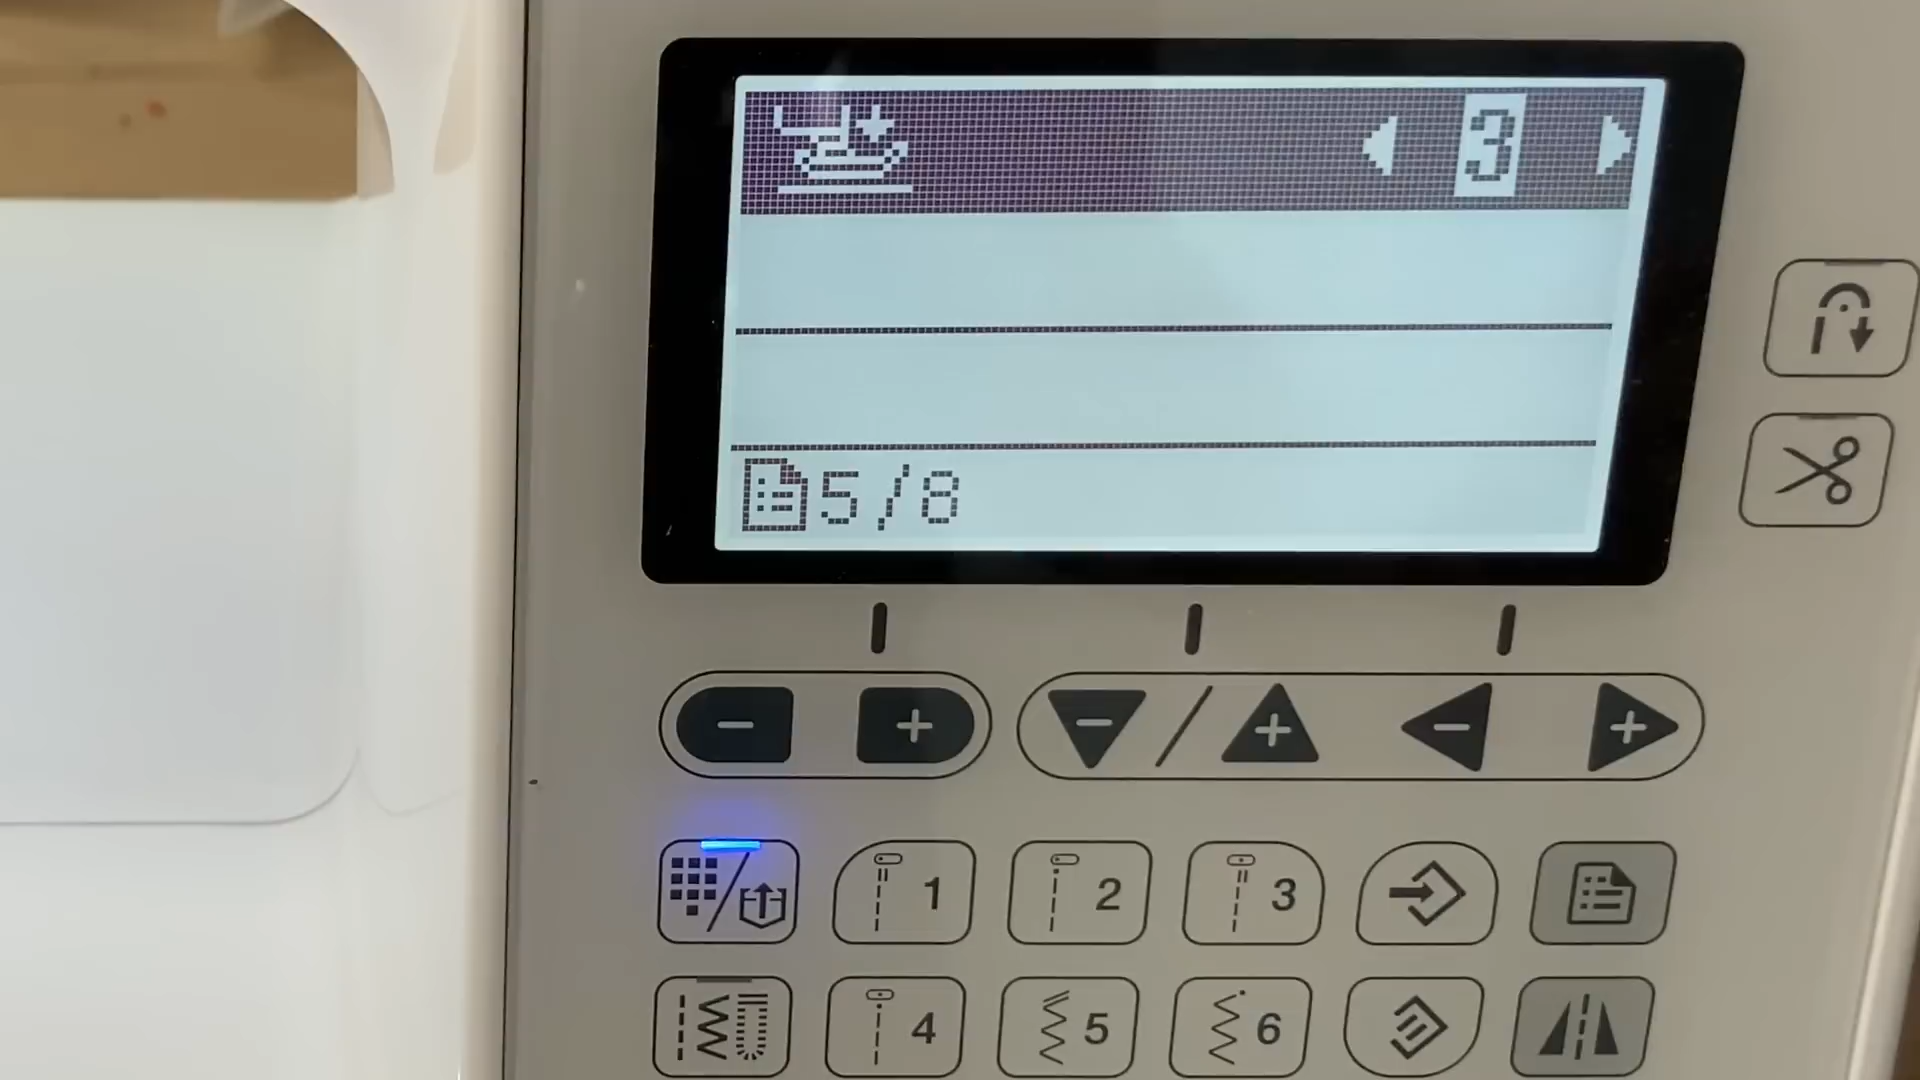 3
5/8
- + - / + - +
1 2 3
4 5 6